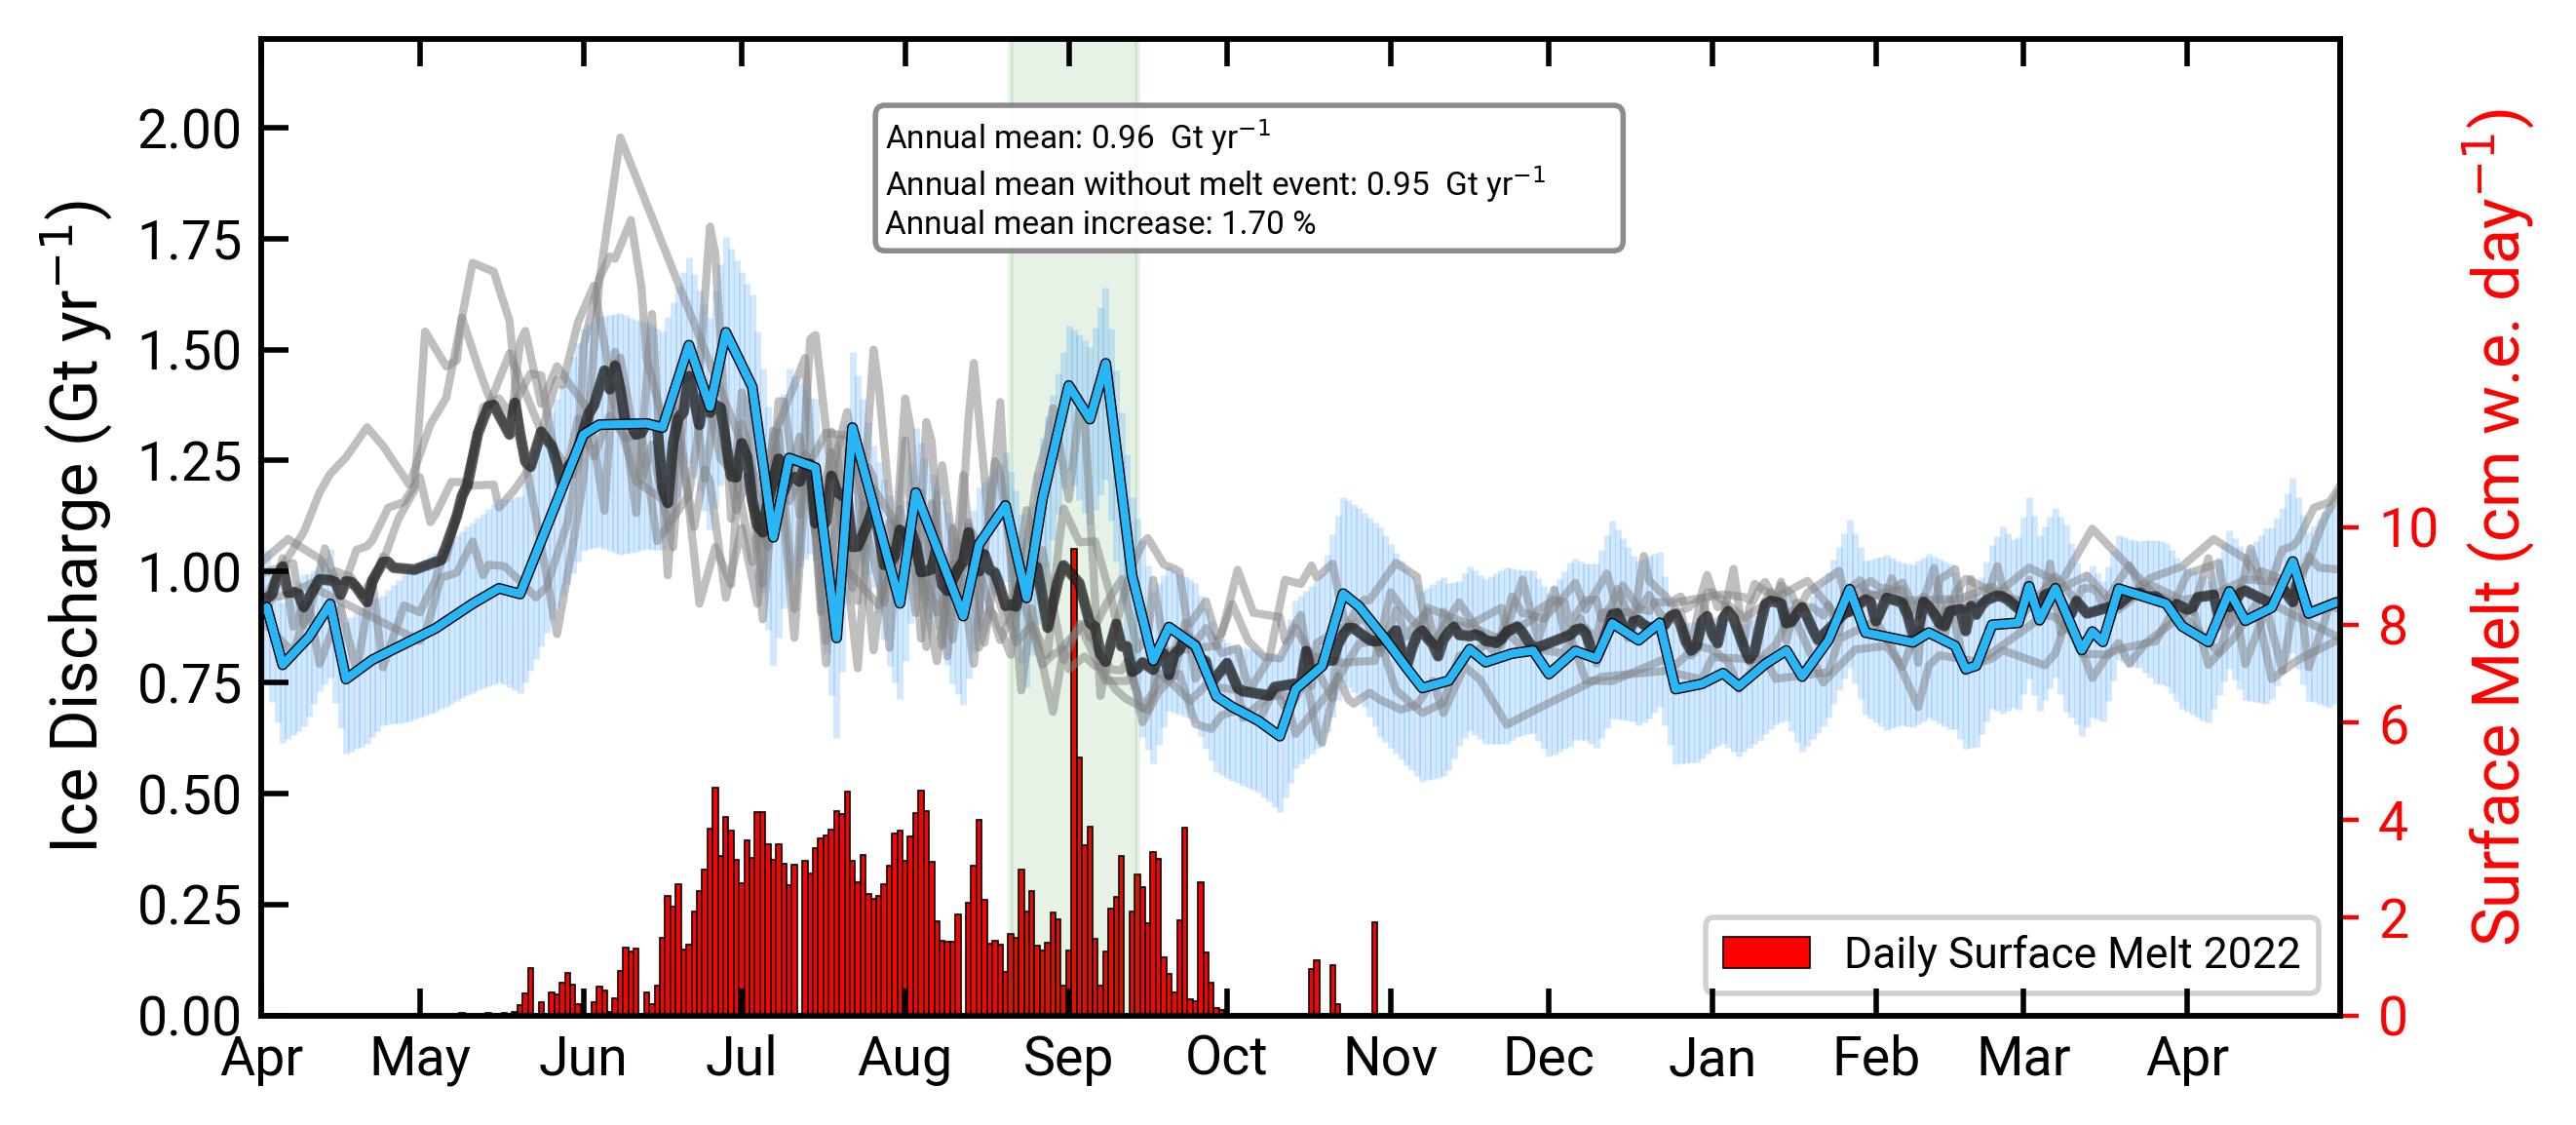 Ice Discharge (Gt yr⁻¹)
2.00
1.75
1.50
1.25
1.00
0.75
0.50
0.25
0.00
Annual mean: 0.96 Gt yr⁻¹
Annual mean without melt event: 0.95 Gt yr⁻¹
Annual mean increase: 1.70 %
Daily Surface Melt 2022
Apr May Jun Jul Aug Sep Oct Nov Dec Jan Feb Mar Apr
10
8
6
4
2
0
Surface Melt (cm w.e. day⁻¹)